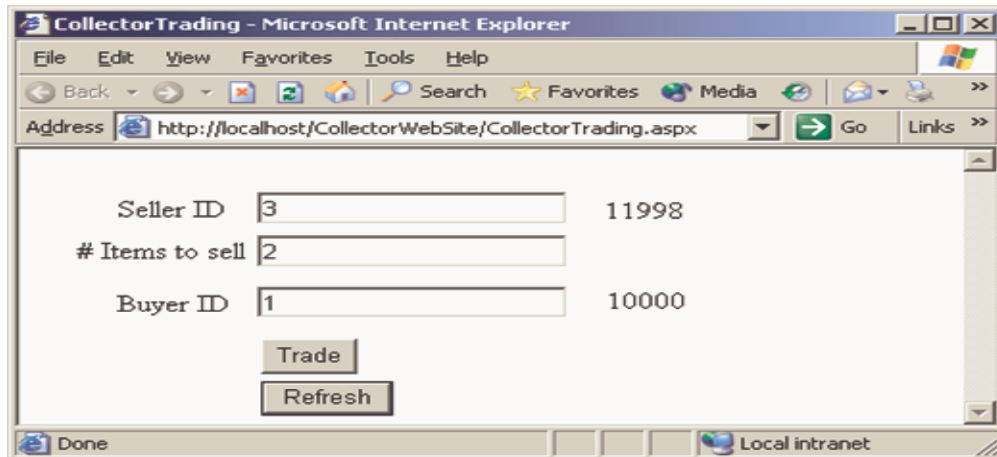 CollectorTrading - Microsoft Internet Explorer
File Edit View Favorites Tools Help
Back Search Favorites Media »
Address http://localhost/CollectorWebSite/CollectorTrading.aspx Go Links »
Seller ID 3 11998
# Items to sell 2
Buyer ID 1 10000
Trade
Refresh
Done Local intranet